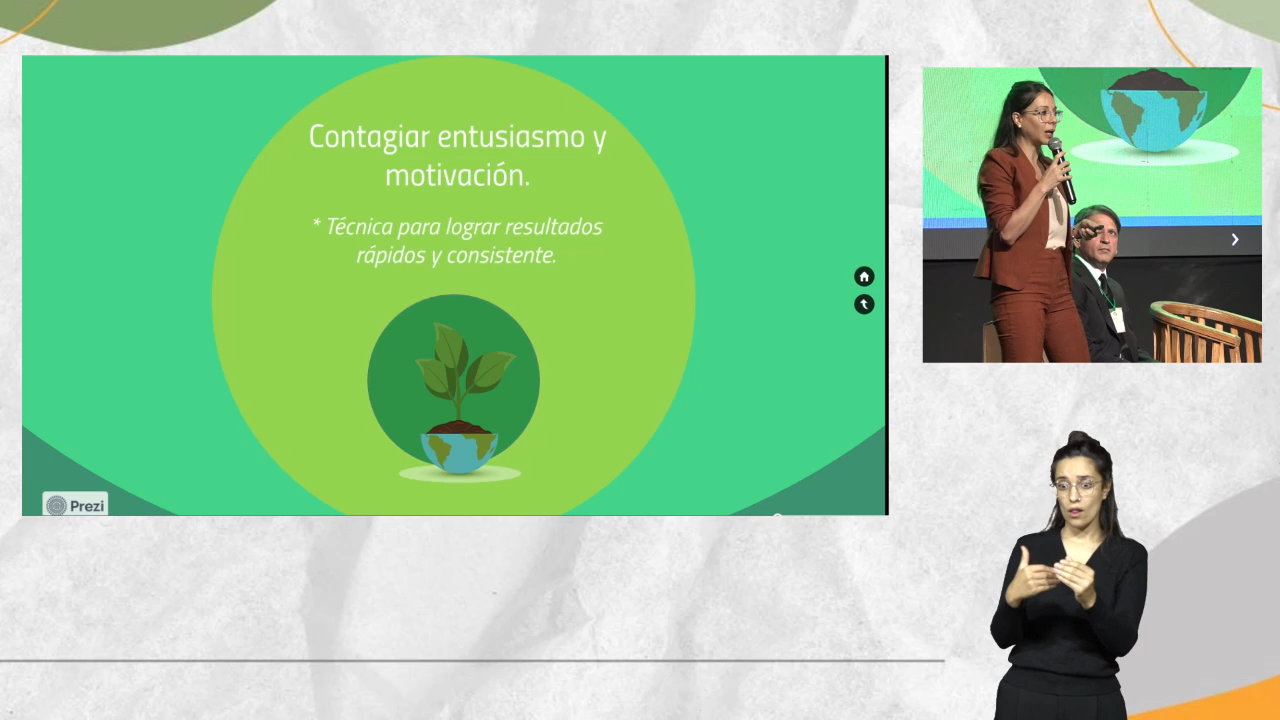 Contagiar entusiasmo y
motivación.
* Técnica para lograr resultados
rápidos y consistente.
Prezi